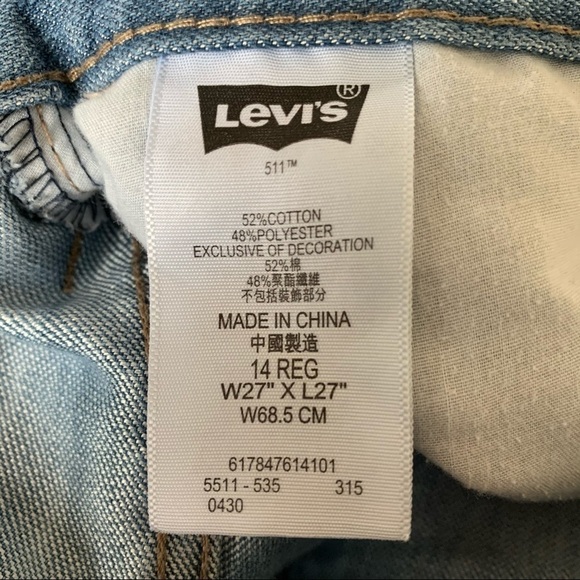 LEVI'S®
511™
52%COTTON
48%POLYESTER
EXCLUSIVE OF DECORATION
52%棉
48%聚酯纖維
不包括裝飾部分
MADE IN CHINA
中國製造
14 REG
W27" X L27"
W68.5 CM
617847614101
5511 - 535 315
0430